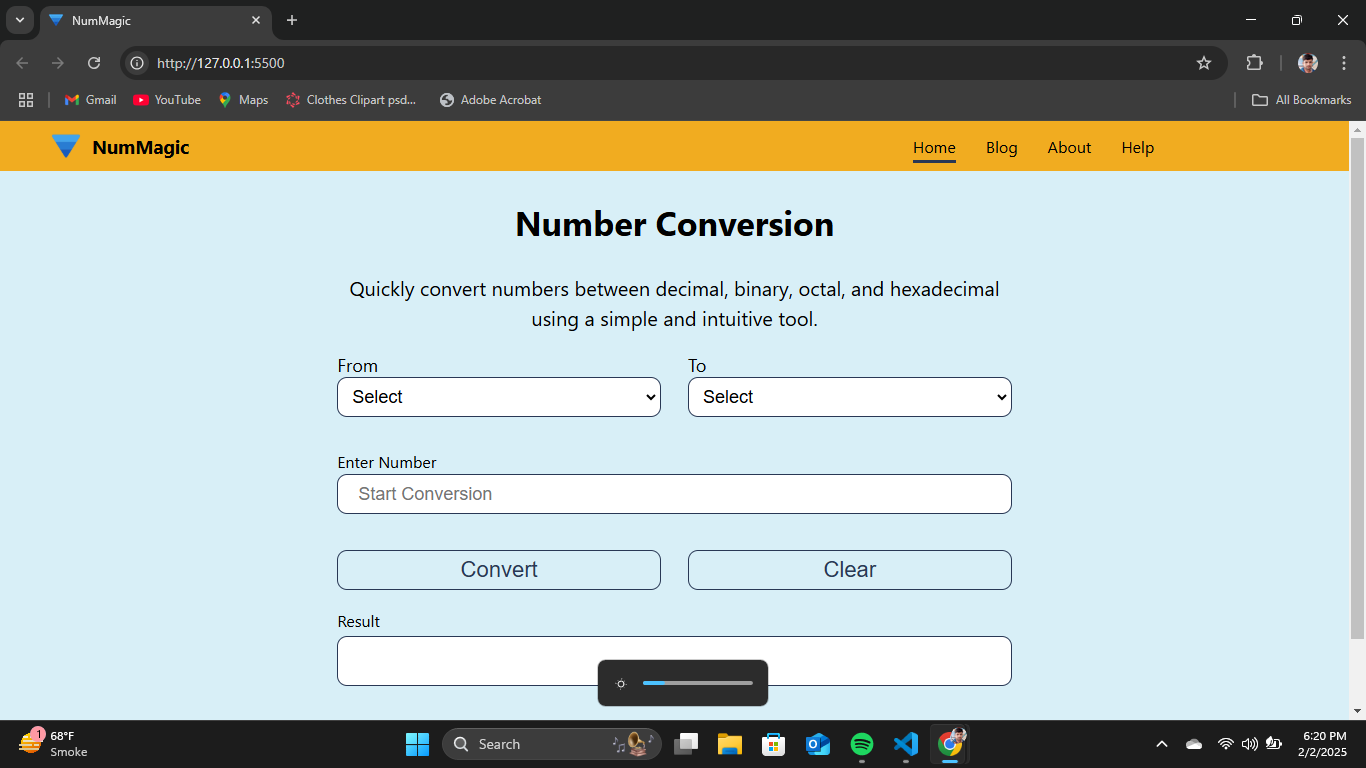 NumMagic
http://127.0.0.1:5500
Gmail YouTube Maps Clothes Clipart psd... Adobe Acrobat All Bookmarks
NumMagic Home Blog About Help
Number Conversion
Quickly convert numbers between decimal, binary, octal, and hexadecimal
using a simple and intuitive tool.
From To
Select Select
Enter Number
Start Conversion
Convert Clear
Result
1 68°F Search 6:20 PM
Smoke 2/2/2025